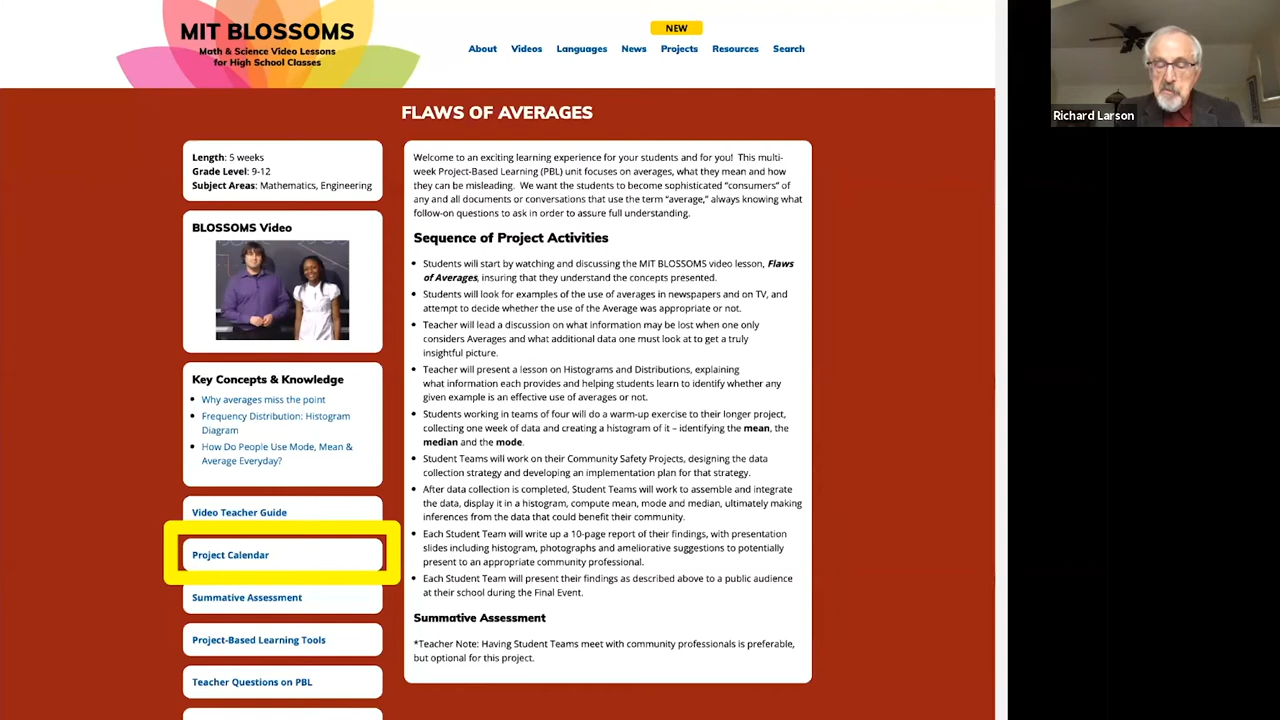 MIT BLOSSOMS
Math & Science Video Lessons
for High School Classes
NEW
About Videos Languages News Projects Resources Search
FLAWS OF AVERAGES
Length: 5 weeks
Grade Level: 9-12
Subject Areas: Mathematics, Engineering
BLOSSOMS Video
Key Concepts & Knowledge
Why averages miss the point
Frequency Distribution: Histogram
Diagram
How Do People Use Mode, Mean &
Average Everyday?
Video Teacher Guide
Project Calendar
Summative Assessment
Project-Based Learning Tools
Teacher Questions on PBL
Welcome to an exciting learning experience for your students and for you! This multi-
week Project-Based Learning (PBL) unit focuses on averages, what they mean and how
they can be misleading. We want the students to become sophisticated “consumers” of
any and all documents or conversations that use the term “average,” always knowing what
follow-on questions to ask in order to assure full understanding.
Sequence of Project Activities
Students will start by watching and discussing the MIT BLOSSOMS video lesson, Flaws
of Averages, insuring that they understand the concepts presented.
Students will look for examples of the use of averages in newspapers and on TV, and
attempt to decide whether the use of the Average was appropriate or not.
Teacher will lead a discussion on what information may be lost when one only
considers Averages and what additional data one must look at to get a truly
insightful picture.
Teacher will present a lesson on Histograms and Distributions, explaining
what information each provides and helping students learn to identify whether any
given example is an effective use of averages or not.
Students working in teams of four will do a warm-up exercise to their longer project,
collecting one week of data and creating a histogram of it – identifying the mean, the
median and the mode.
Student Teams will work on their Community Safety Projects, designing the data
collection strategy and developing an implementation plan for that strategy.
After data collection is completed, Student Teams will work to assemble and integrate
the data, display it in a histogram, compute mean, mode and median, ultimately making
inferences from the data that could benefit their community.
Each Student Team will write up a 10-page report of their findings, with presentation
slides including histogram, photographs and ameliorative suggestions to potentially
present to an appropriate community professional.
Each Student Team will present their findings as described above to a public audience
at their school during the Final Event.
Summative Assessment
*Teacher Note: Having Student Teams meet with community professionals is preferable,
but optional for this project.
Richard Larson